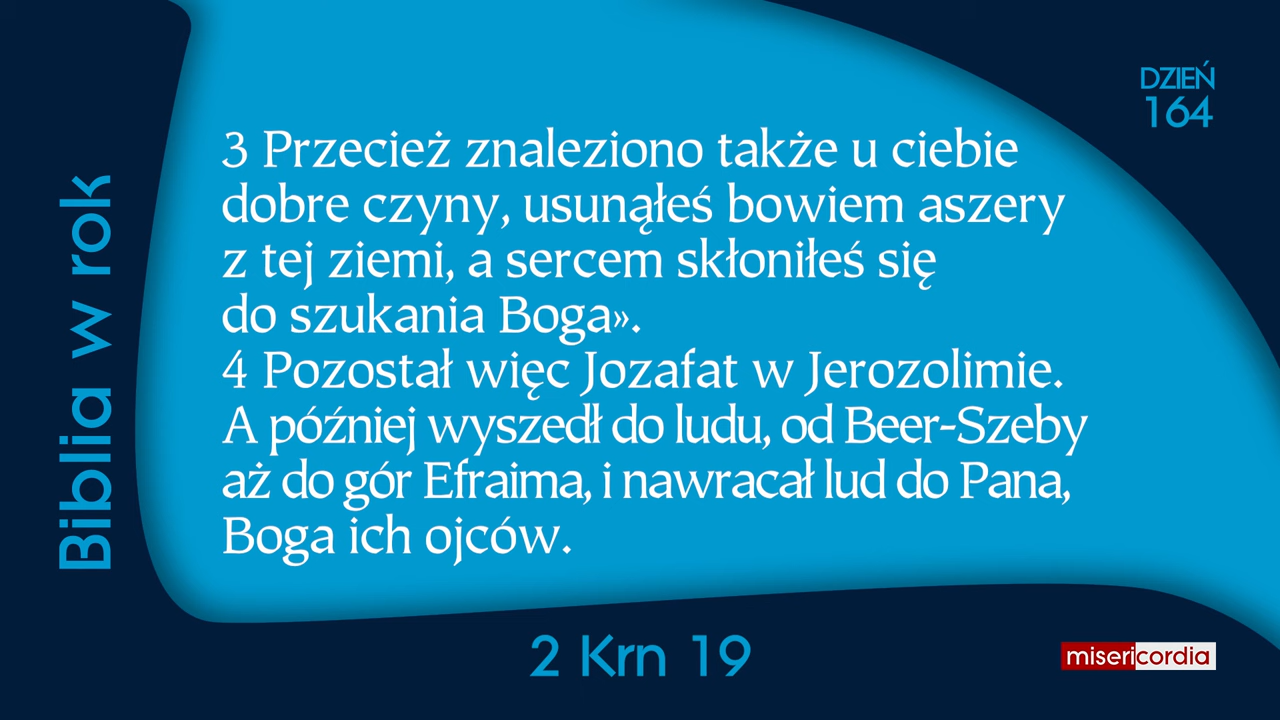 DZIEŃ
164
Biblia w rok
3 Przecież znaleziono także u ciebie
dobre czyny, usunąłeś bowiem aszery
z tej ziemi, a sercem skłoniłeś się
do szukania Boga».
4 Pozostał więc Jozafat w Jerozolimie.
A później wyszedł do ludu, od Beer-Szeby
aż do gór Efraima, i nawracał lud do Pana,
Boga ich ojców.
2 Krn 19
misericordia